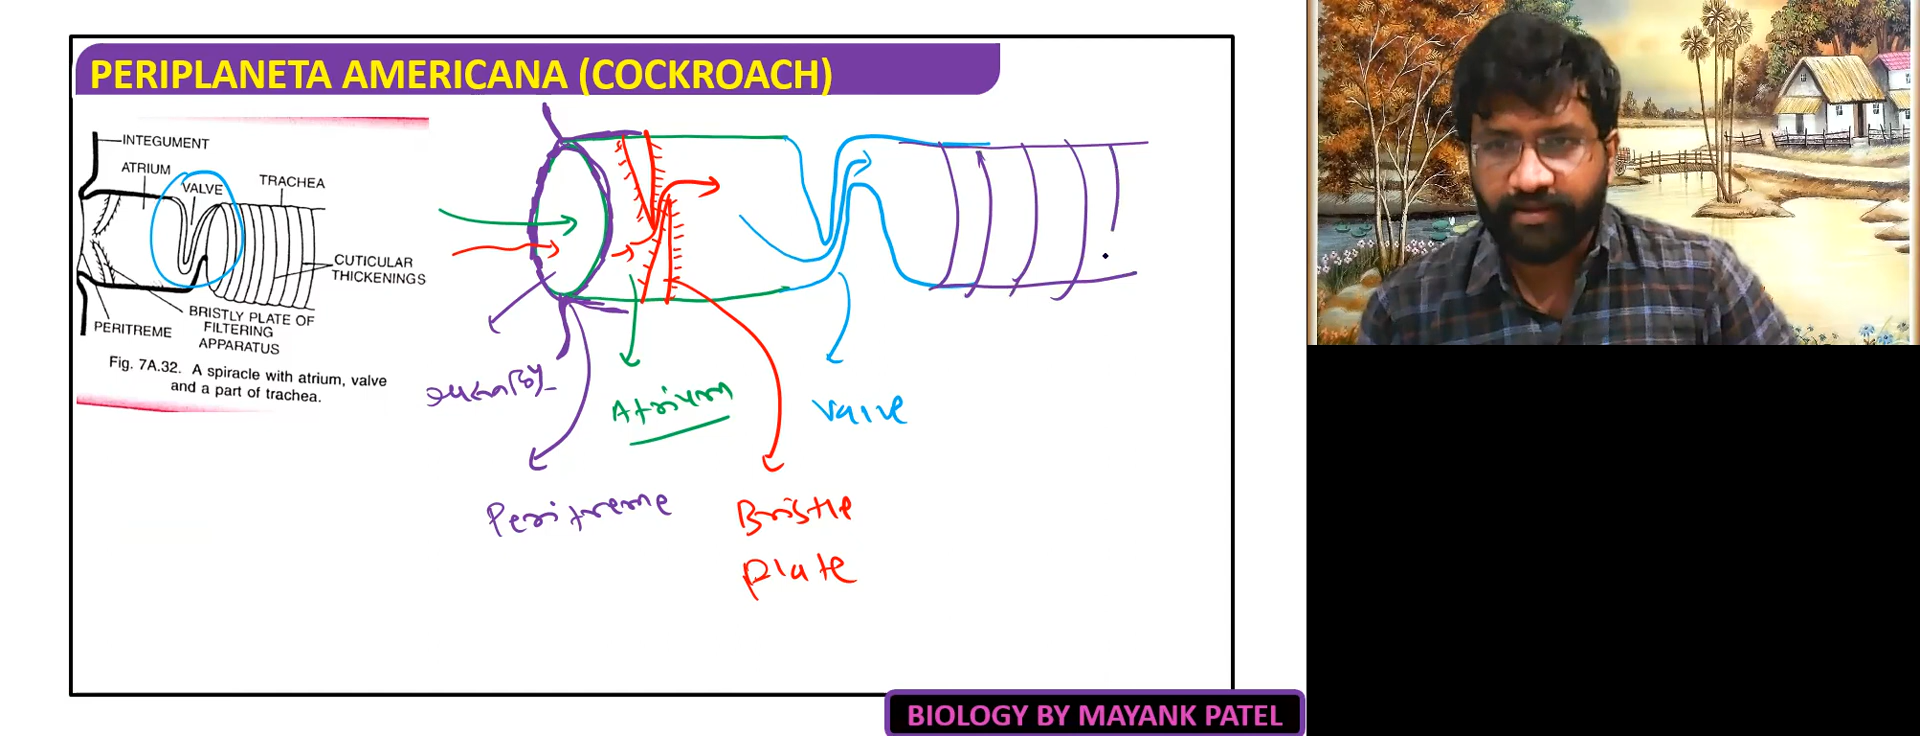 PERIPLANETA AMERICANA (COCKROACH)
INTEGUMENT
ATRIUM
VALVE
TRACHEA
CUTICULAR
THICKENINGS
BRISTLY PLATE OF
FILTERING
APPARATUS
PERITREME
Fig. 7A.32. A spiracle with atrium, valve
and a part of trachea.
Atrium
Valve
Peritreme
Bristle
Plate
BIOLOGY BY MAYANK PATEL